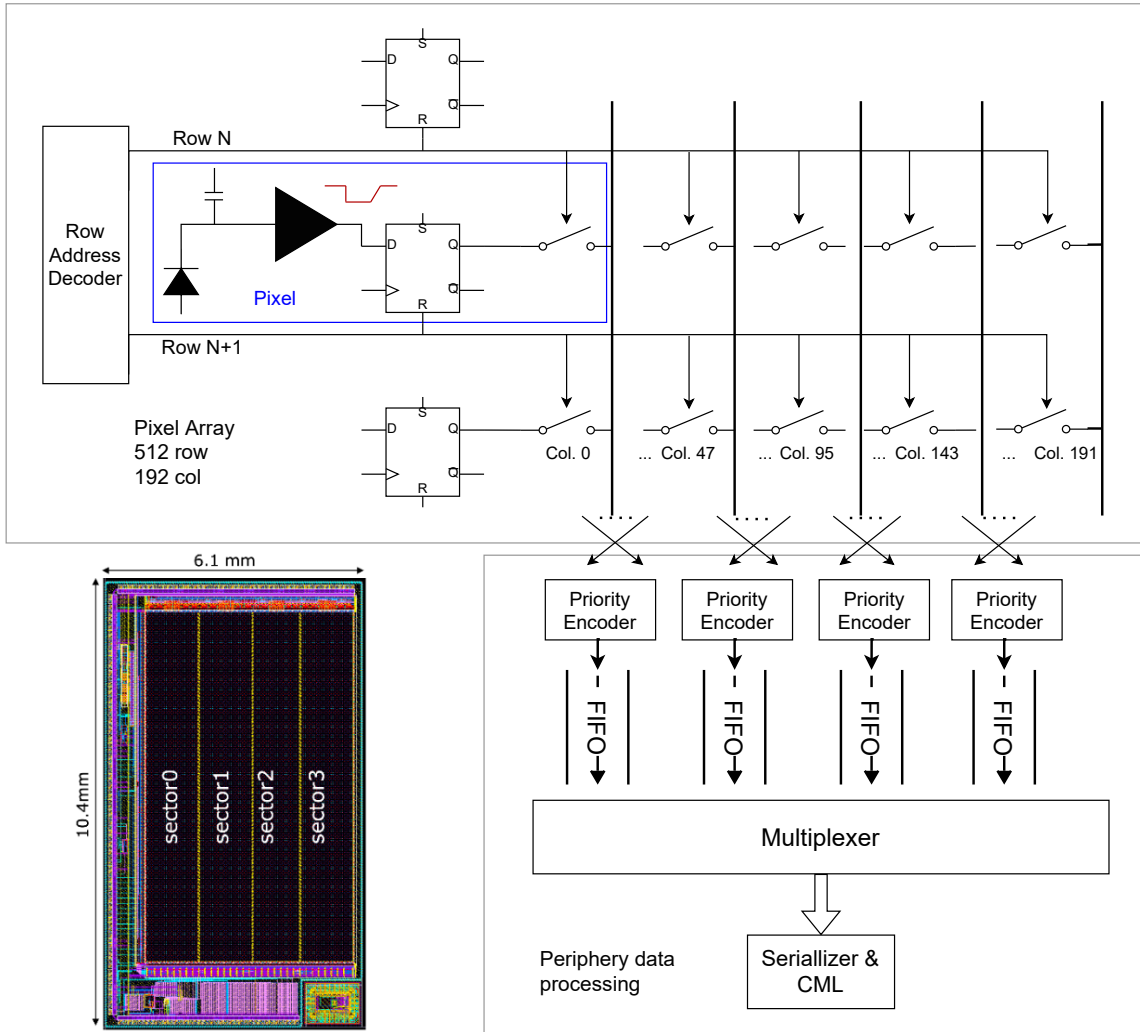 S
D Q
Q
R
Row N
Row
Address
Decoder
D S Q
Q
R
Pixel
Row N+1
Pixel Array
512 row
192 col
S
D Q
Q
R
Col. 0 ... Col. 47 ... Col. 95 ... Col. 143 ... Col. 191
.... .... .... ....
6.1 mm
10.4mm
sector0
sector1
sector2
sector3
Priority
Encoder
Priority
Encoder
Priority
Encoder
Priority
Encoder
FIFO
FIFO
FIFO
FIFO
Multiplexer
Seriallizer &
CML
Periphery data
processing